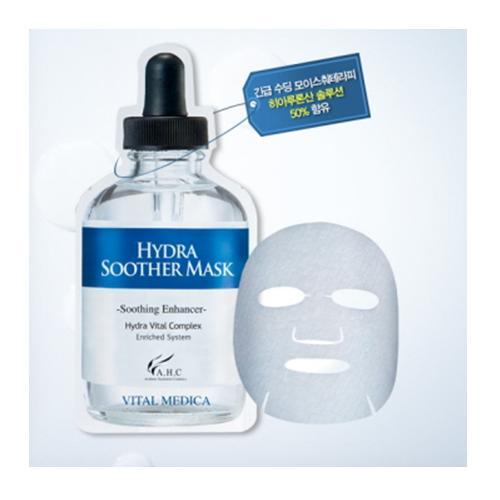 긴급 수딩 모이스춰테라피
히아루론산 솔루션
50% 함유
HYDRA
SOOTHER MASK
-Soothing Enhancer-
Hydra Vital Complex
Enriched System
A.H.C
VITAL MEDICA